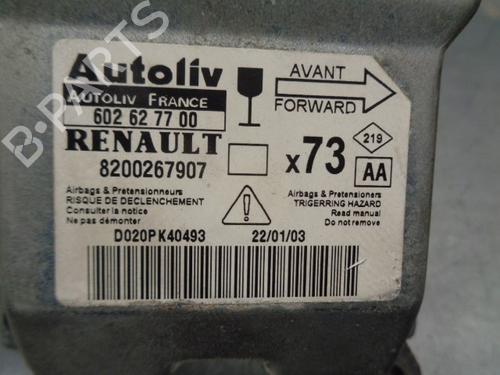 B-PARTS
Autoliv
AUTOLIV FRANCE
602 62 77 00
RENAULT
8200267907
AVANT
FORWARD
x73
219
AA
Airbags & Pretensionneurs
RISQUE DE DECLENCHEMENT
Consulter la notice
Ne pas démonter
Airbags & Pretensioners
TRIGERRING HAZARD
Read manual
Do not remove
D020PK40493
22/01/03